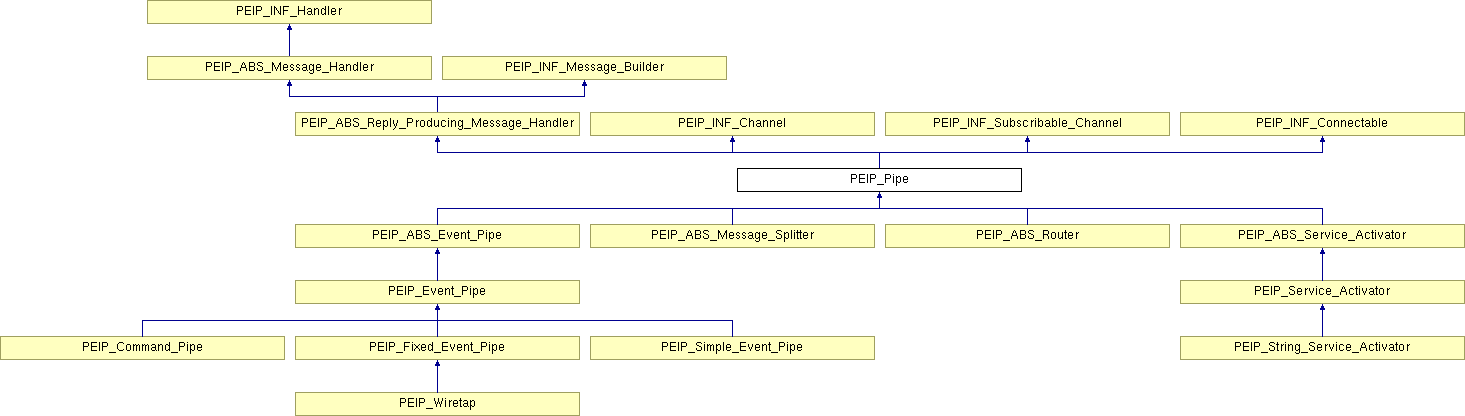 PEIP_INF_Handler
PEIP_ABS_Message_Handler
PEIP_INF_Message_Builder
PEIP_ABS_Reply_Producing_Message_Handler
PEIP_INF_Channel
PEIP_INF_Subscribable_Channel
PEIP_INF_Connectable
PEIP_Pipe
PEIP_ABS_Event_Pipe
PEIP_ABS_Message_Splitter
PEIP_ABS_Router
PEIP_ABS_Service_Activator
PEIP_Event_Pipe
PEIP_Service_Activator
PEIP_Command_Pipe
PEIP_Fixed_Event_Pipe
PEIP_Simple_Event_Pipe
PEIP_String_Service_Activator
PEIP_Wiretap